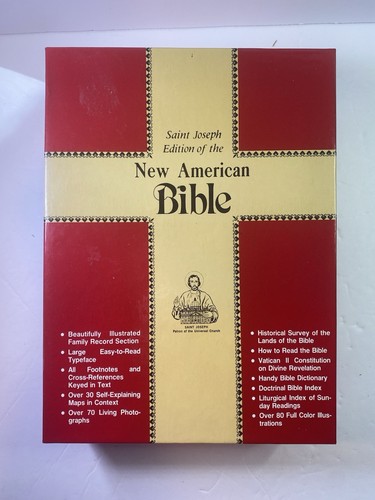 Saint Joseph
Edition of the
New American
Bible
SAINT JOSEPH
Patron of the Universal Church
• Beautifully Illustrated
Family Record Section
• Large Easy-to-Read
Typeface
• All Footnotes and
Cross-References
Keyed in Text
• Over 30 Self-Explaining
Maps in Context
• Over 70 Living Photo-
graphs
• Historical Survey of the
Lands of the Bible
• How to Read the Bible
• Vatican II Constitution
on Divine Revelation
• Handy Bible Dictionary
• Doctrinal Bible Index
• Liturgical Index of Sun-
day Readings
• Over 80 Full Color Illus-
trations